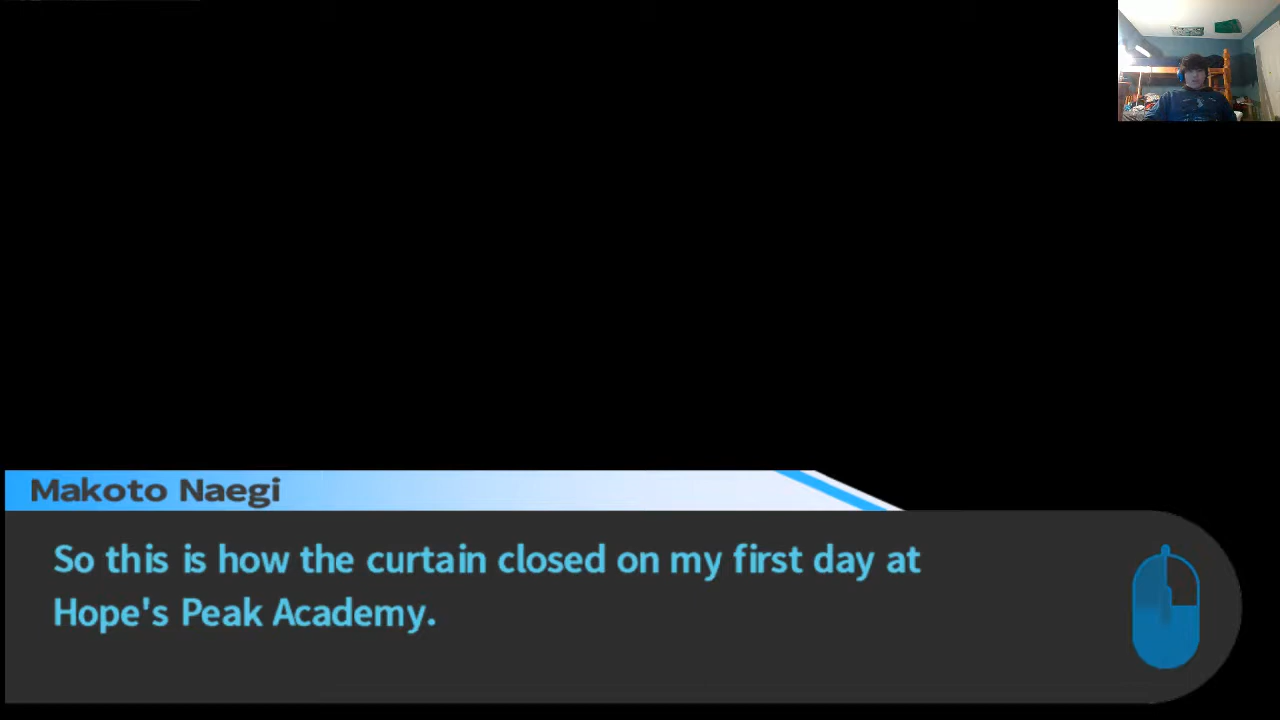 Makoto Naegi
So this is how the curtain closed on my first day at
Hope's Peak Academy.